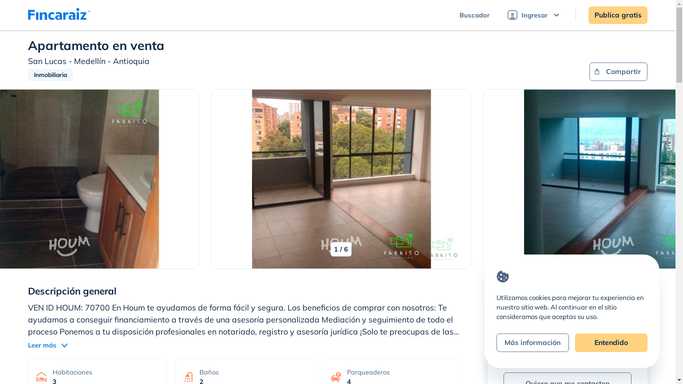 Fincaraiz
Buscador
Ingresar
Publica gratis
Apartamento en venta
San Lucas - Medellín - Antioquia
Inmobiliaria
Compartir
HOUM
HOUM
HOUM
1 / 6
Descripción general
VEN ID HOUM: 70700 En Houm te ayudamos de forma fácil y segura. Los beneficios de comprar con nosotros: Te
ayudamos a conseguir financiamiento a través de una asesoría personalizada Mediación y seguimiento de todo el
proceso Ponemos a tu disposición profesionales en notariado, registro y asesoría jurídica ¡Solo te preocupas de las...
Leer más
Habitaciones
3
Baños
2
Parqueaderos
4
Utilizamos cookies para mejorar tu experiencia en
nuestro sitio web. Al continuar en el sitio
consideramos que aceptas su uso.
Más información
Entendido
Quiero que me contacten